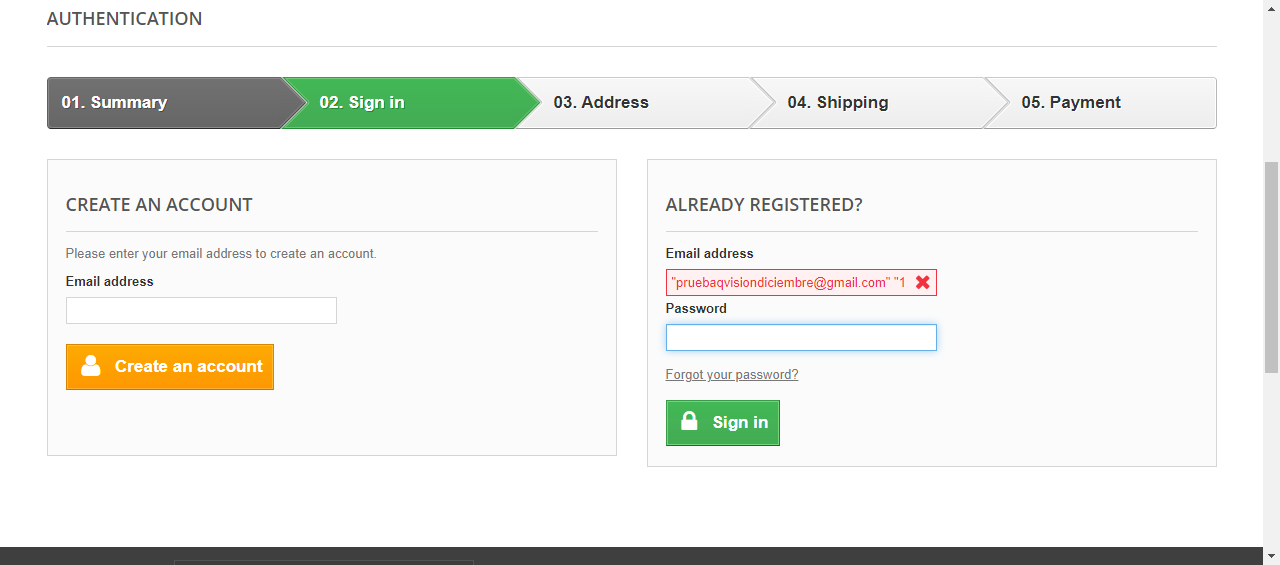 AUTHENTICATION
01. Summary
02. Sign in
03. Address
04. Shipping
05. Payment
CREATE AN ACCOUNT
Please enter your email address to create an account.
Email address
Create an account
ALREADY REGISTERED?
Email address
"pruebaqvisiondiciembre@gmail.com" "1
Password
Forgot your password?
Sign in